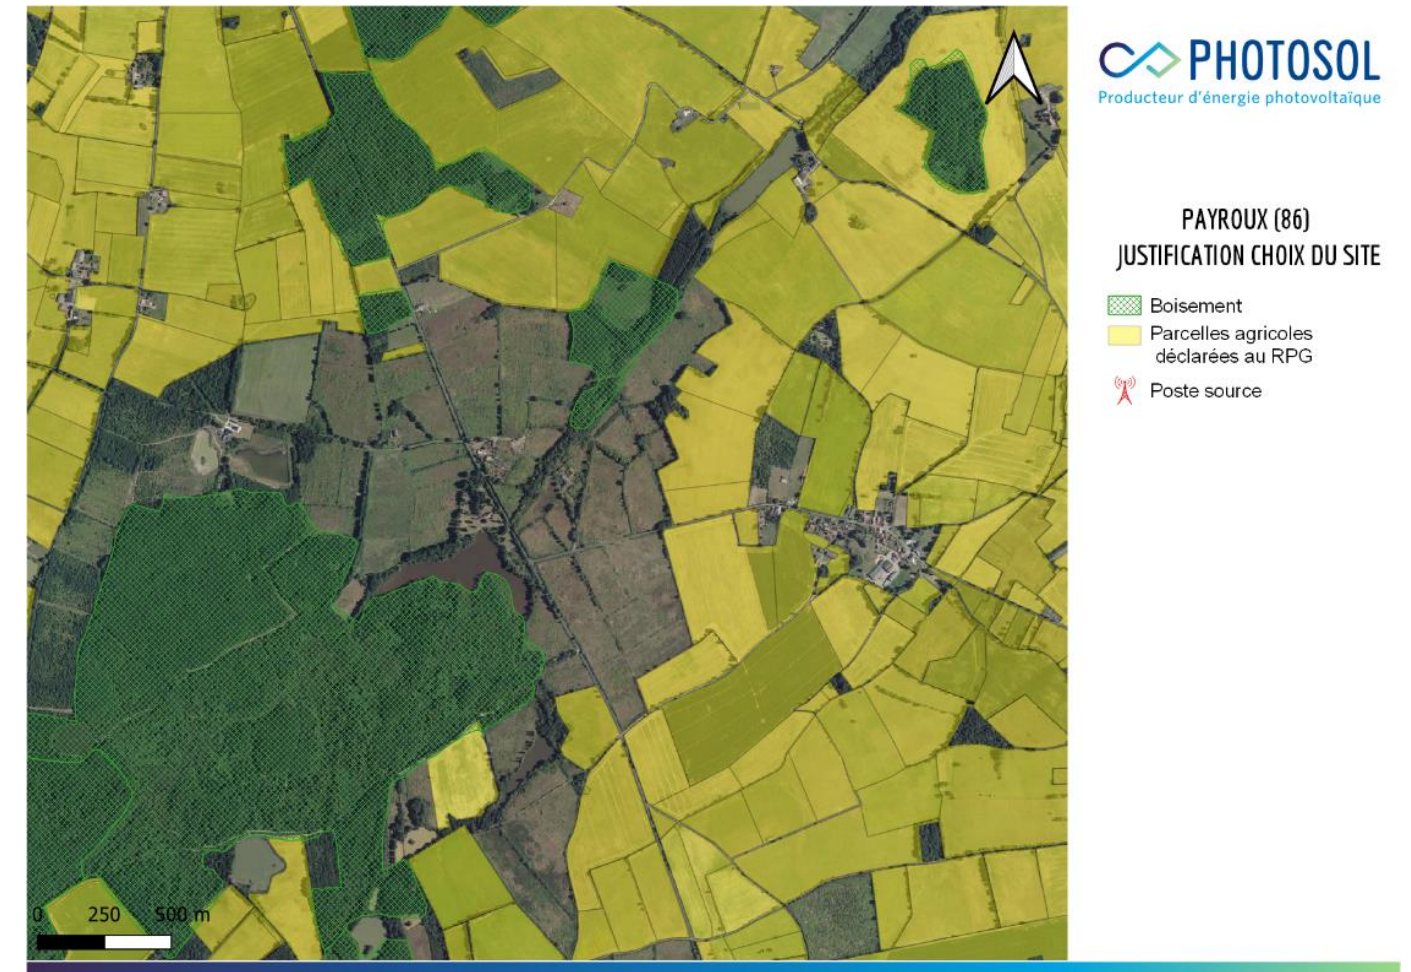 PHOTOSOL
Producteur d'énergie photovoltaïque
PAYROUX (86)
JUSTIFICATION CHOIX DU SITE
Boisement
Parcelles agricoles
déclarées au RPG
Poste source
0 250 500 m